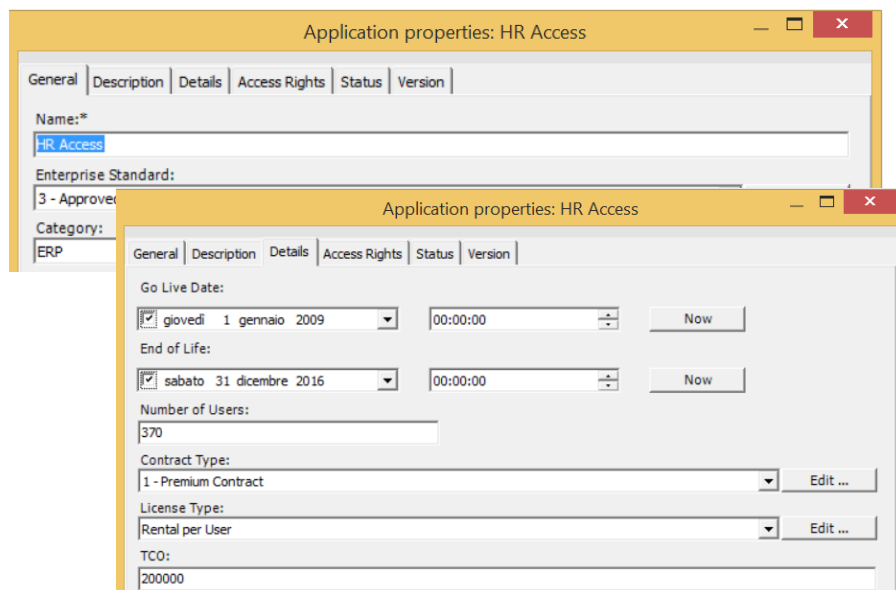 Application properties: HR Access
General Description Details Access Rights Status Version
Name:*
HR Access
Enterprise Standard:
3 - Approved
Category:
ERP
Application properties: HR Access
General Description Details Access Rights Status Version
Go Live Date:
giovedì 1 gennaio 2009 00:00:00 Now
End of Life:
sabato 31 dicembre 2016 00:00:00 Now
Number of Users:
370
Contract Type:
1 - Premium Contract Edit ...
License Type:
Rental per User Edit ...
TCO:
200000